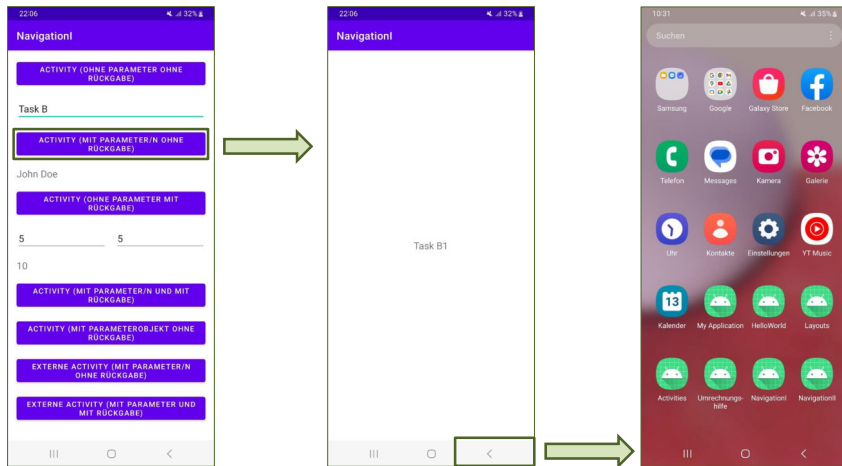 22:06
32%
NavigationI
ACTIVITY (OHNE PARAMETER OHNE
RÜCKGABE)
Task B
ACTIVITY (MIT PARAMETER/N OHNE
RÜCKGABE)
John Doe
ACTIVITY (OHNE PARAMETER MIT
RÜCKGABE)
5 5
10
ACTIVITY (MIT PARAMETER/N UND MIT
RÜCKGABE)
ACTIVITY (MIT PARAMETEROBJEKT OHNE
RÜCKGABE)
EXTERNE ACTIVITY (MIT PARAMETER/N
OHNE RÜCKGABE)
EXTERNE ACTIVITY (MIT PARAMETER UND
MIT RÜCKGABE)
22:06
32%
NavigationI
Task B1
10:31
35%
Suchen
Samsung Google Galaxy Store Facebook
Telefon Messages Kamera Galerie
Uhr Kontakte Einstellungen YT Music
13
Kalender My Application HelloWorld Layouts
Activities Umrechnungs- NavigationI NavigationII
hilfe